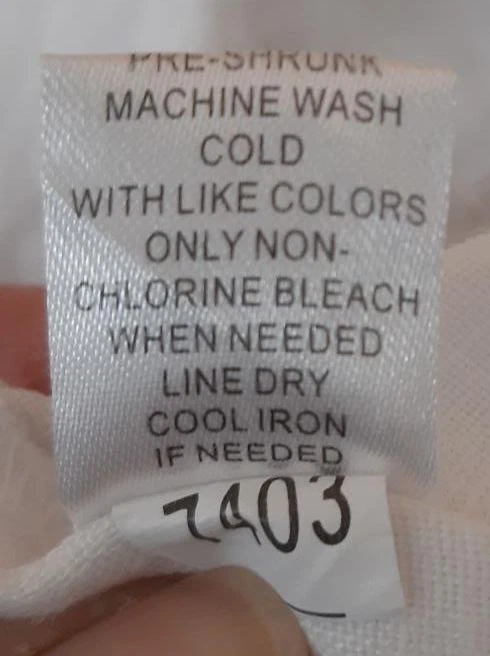 PRE-SHRUNK
MACHINE WASH
COLD
WITH LIKE COLORS
ONLY NON-
CHLORINE BLEACH
WHEN NEEDED
LINE DRY
COOL IRON
IF NEEDED
7403